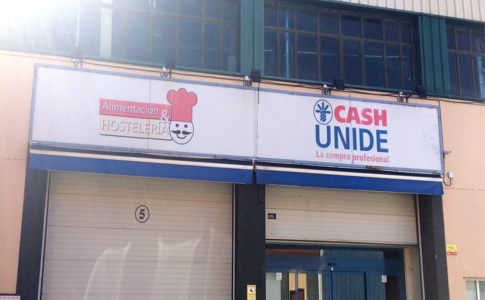 Alimentación
& HOSTELERÍA
CASH
UNIDE
La compra profesional
5